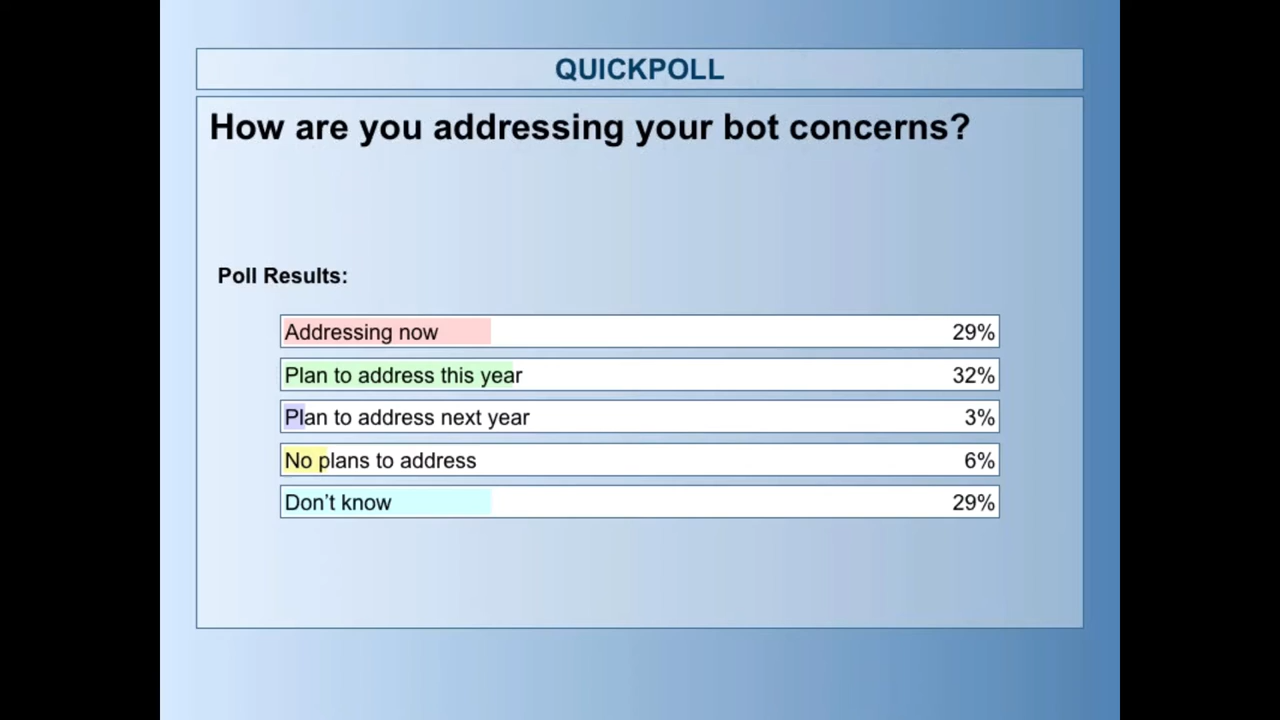 QUICKPOLL
How are you addressing your bot concerns?
Poll Results:
Addressing now 29%
Plan to address this year 32%
Plan to address next year 3%
No plans to address 6%
Don’t know 29%